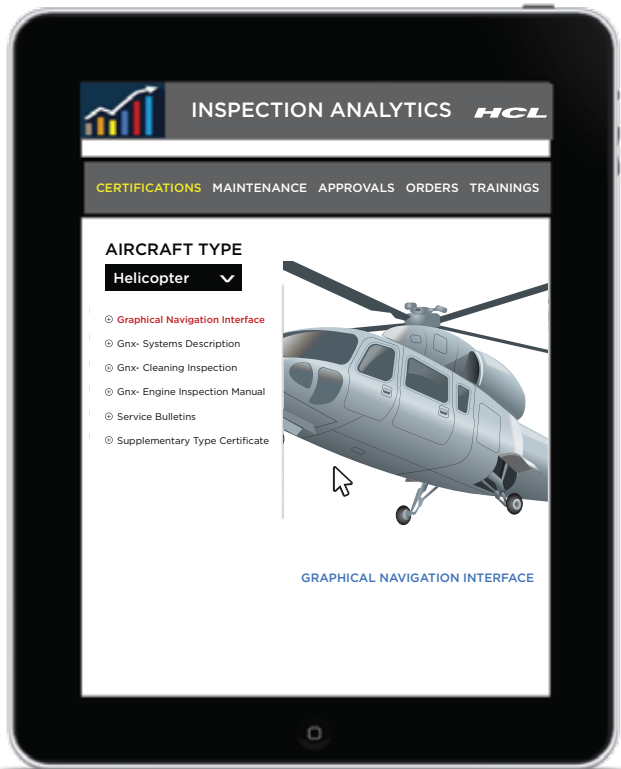 INSPECTION ANALYTICS HCL
CERTIFICATIONS MAINTENANCE APPROVALS ORDERS TRAININGS
AIRCRAFT TYPE
Helicopter
Graphical Navigation Interface
Gnx- Systems Description
Gnx- Cleaning Inspection
Gnx- Engine Inspection Manual
Service Bulletins
Supplementary Type Certificate
GRAPHICAL NAVIGATION INTERFACE